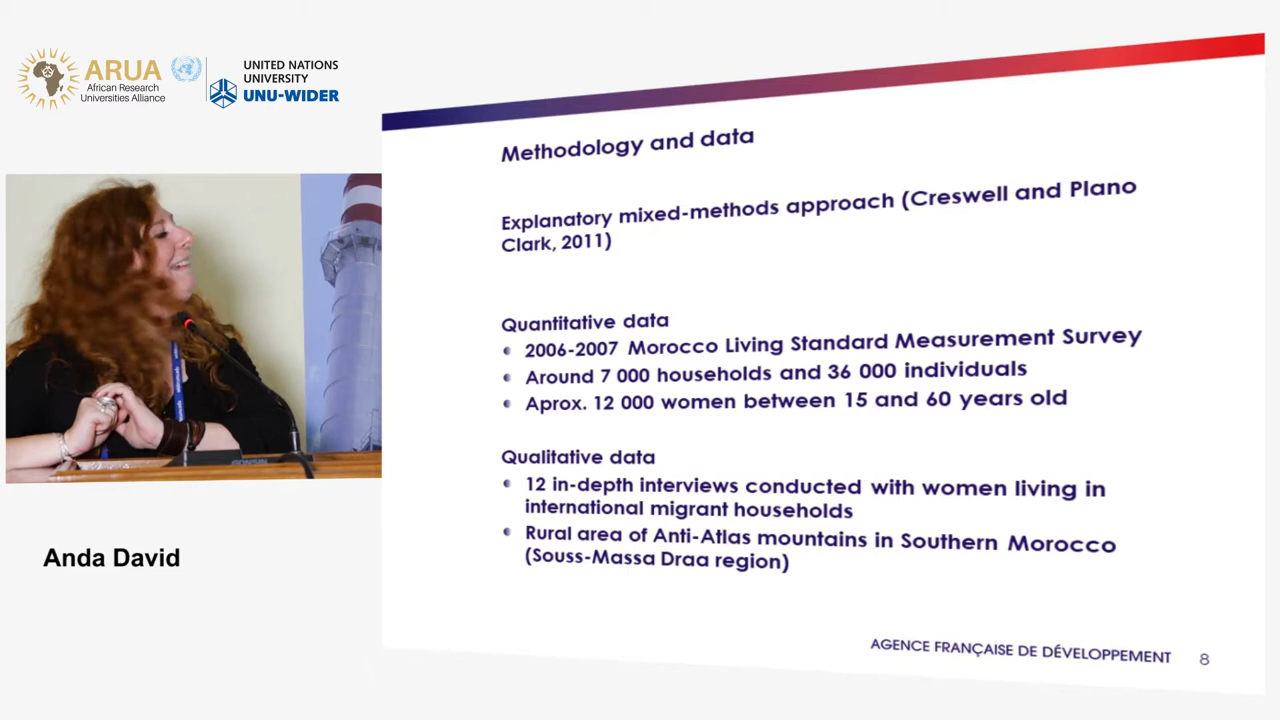 ARUA
African Research
Universities Alliance
UNITED NATIONS
UNIVERSITY
UNU-WIDER
Methodology and data
Explanatory mixed-methods approach (Creswell and Plano
Clark, 2011)
Quantitative data
2006-2007 Morocco Living Standard Measurement Survey
Around 7 000 households and 36 000 individuals
Aprox. 12 000 women between 15 and 60 years old
Qualitative data
12 in-depth interviews conducted with women living in
international migrant households
Rural area of Anti-Atlas mountains in Southern Morocco
(Souss-Massa Draa region)
GONSIN
Anda David
AGENCE FRANÇAISE DE DÉVELOPPEMENT 8